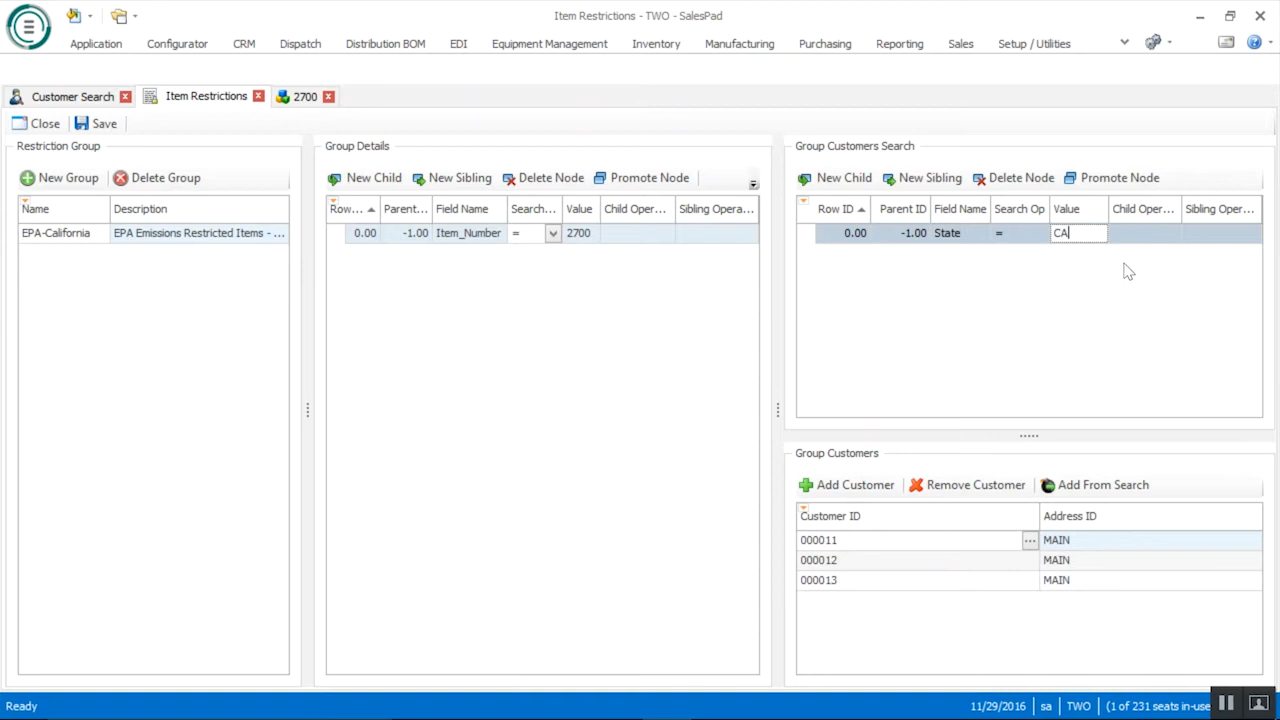 Item Restrictions - TWO - SalesPad
Application Configurator CRM Dispatch Distribution BOM EDI Equipment Management Inventory Manufacturing Purchasing Reporting Sales Setup / Utilities
Customer Search Item Restrictions 2700
Close Save
Restriction Group
New Group Delete Group
Name Description
EPA-California EPA Emissions Restricted Items - ...
Group Details
New Child New Sibling Delete Node Promote Node
Row... Parent... Field Name Search... Value Child Oper... Sibling Opera...
0.00 -1.00 Item_Number = 2700
Group Customers Search
New Child New Sibling Delete Node Promote Node
Row ID Parent ID Field Name Search Op Value Child Oper... Sibling Oper...
0.00 -1.00 State = CA
Group Customers
Add Customer Remove Customer Add From Search
Customer ID Address ID
000011 ... MAIN
000012 MAIN
000013 MAIN
Ready 11/29/2016 sa TWO (1 of 231 seats in-use